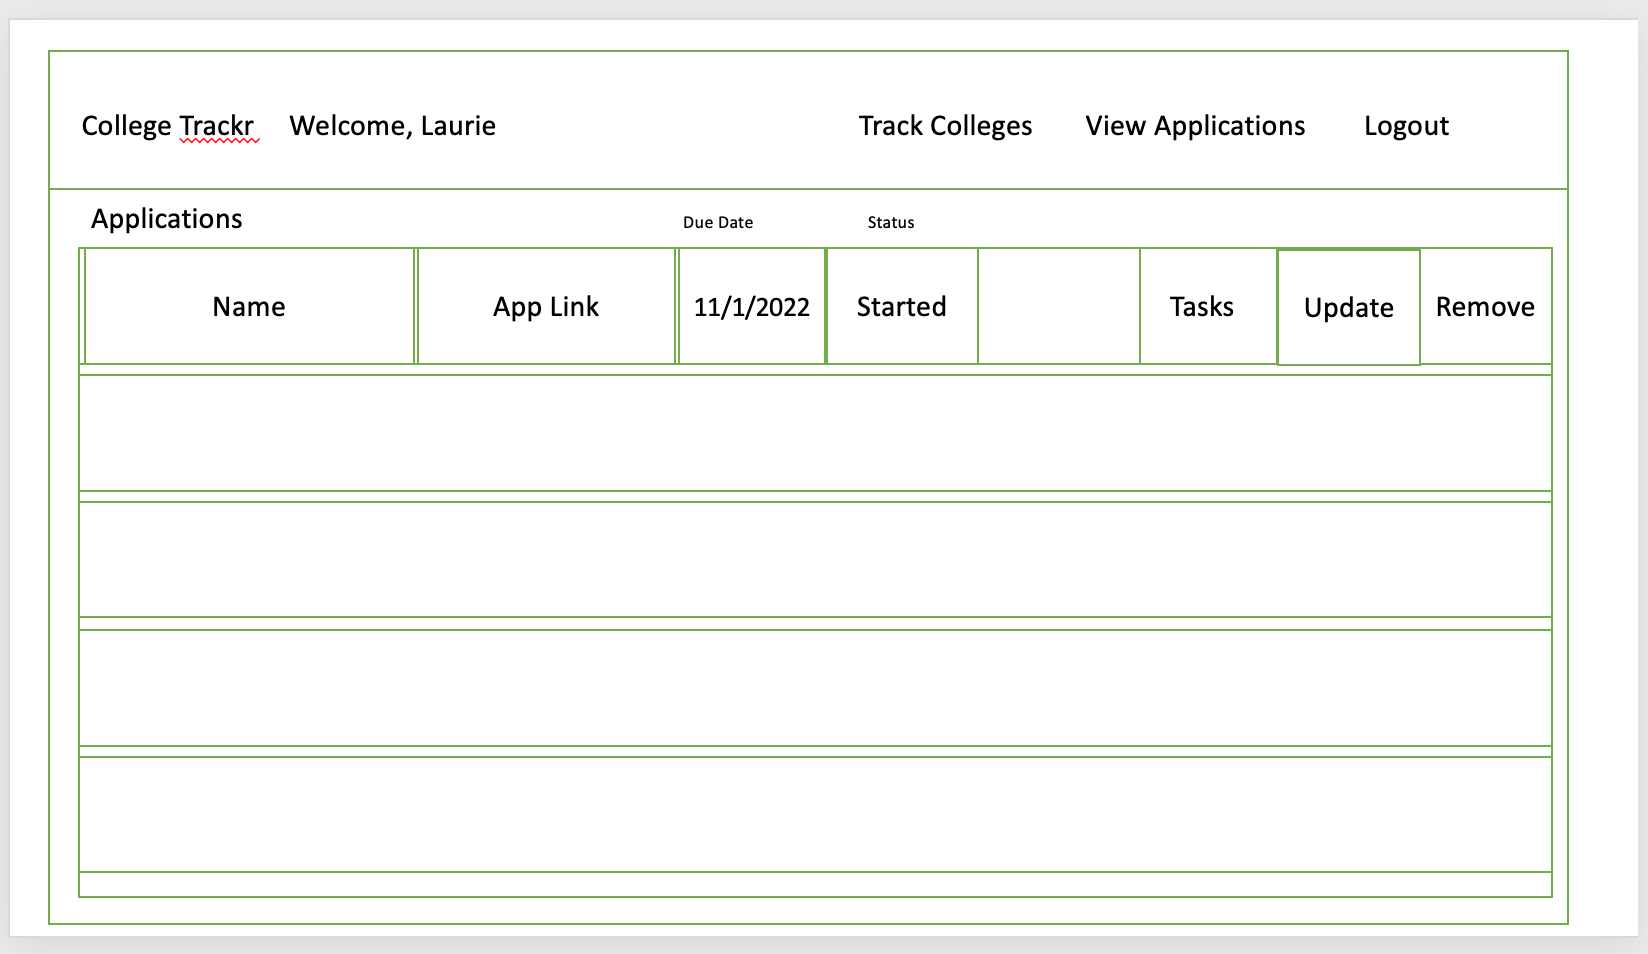 College Trackr Welcome, Laurie Track Colleges View Applications Logout
Applications Due Date Status
Name App Link 11/1/2022 Started Tasks Update Remove